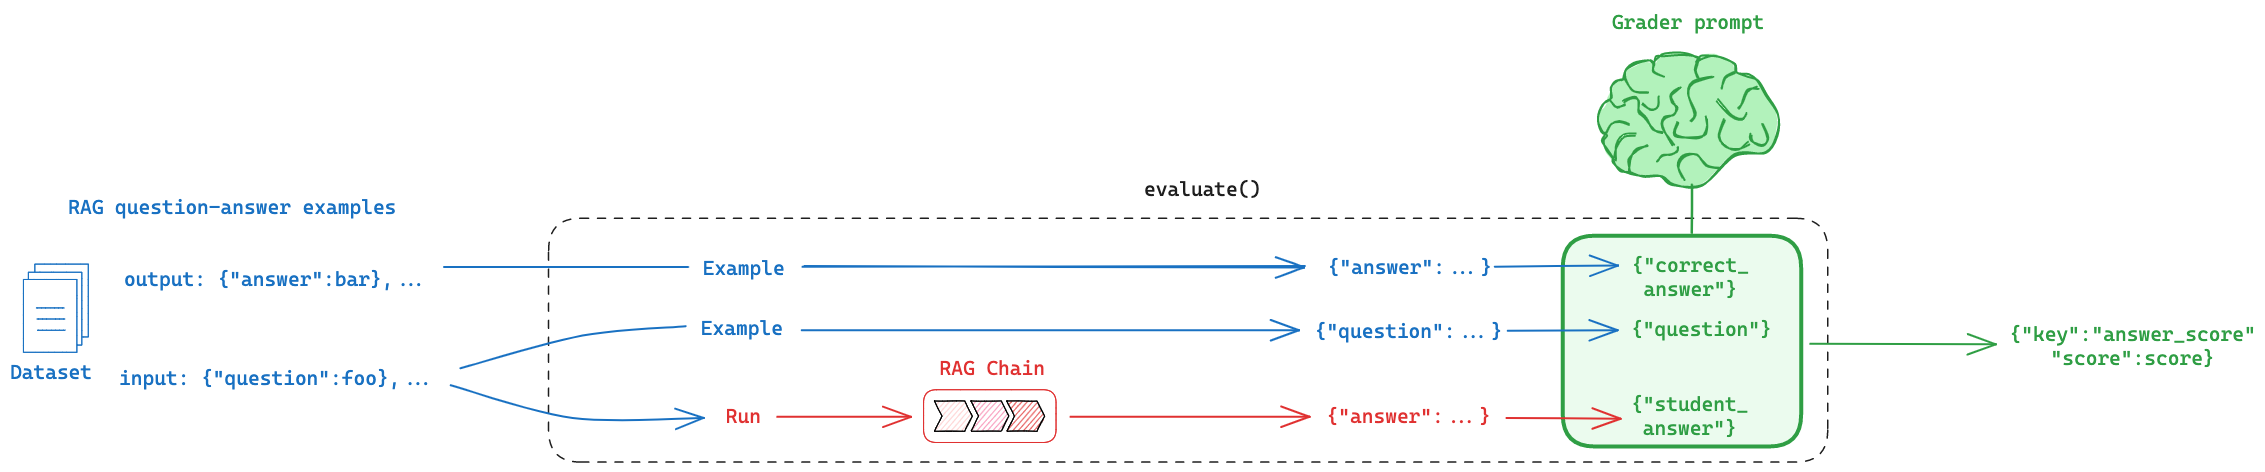 Grader prompt
evaluate()
RAG question-answer examples
output: {"answer":bar}, ...
Example
{"answer": ... }
{"correct_
answer"}
Example
{"question": ... }
{"question"}
{"key":"answer_score"
"score":score}
Dataset
input: {"question":foo}, ...
RAG Chain
Run
{"answer": ... }
{"student_
answer"}